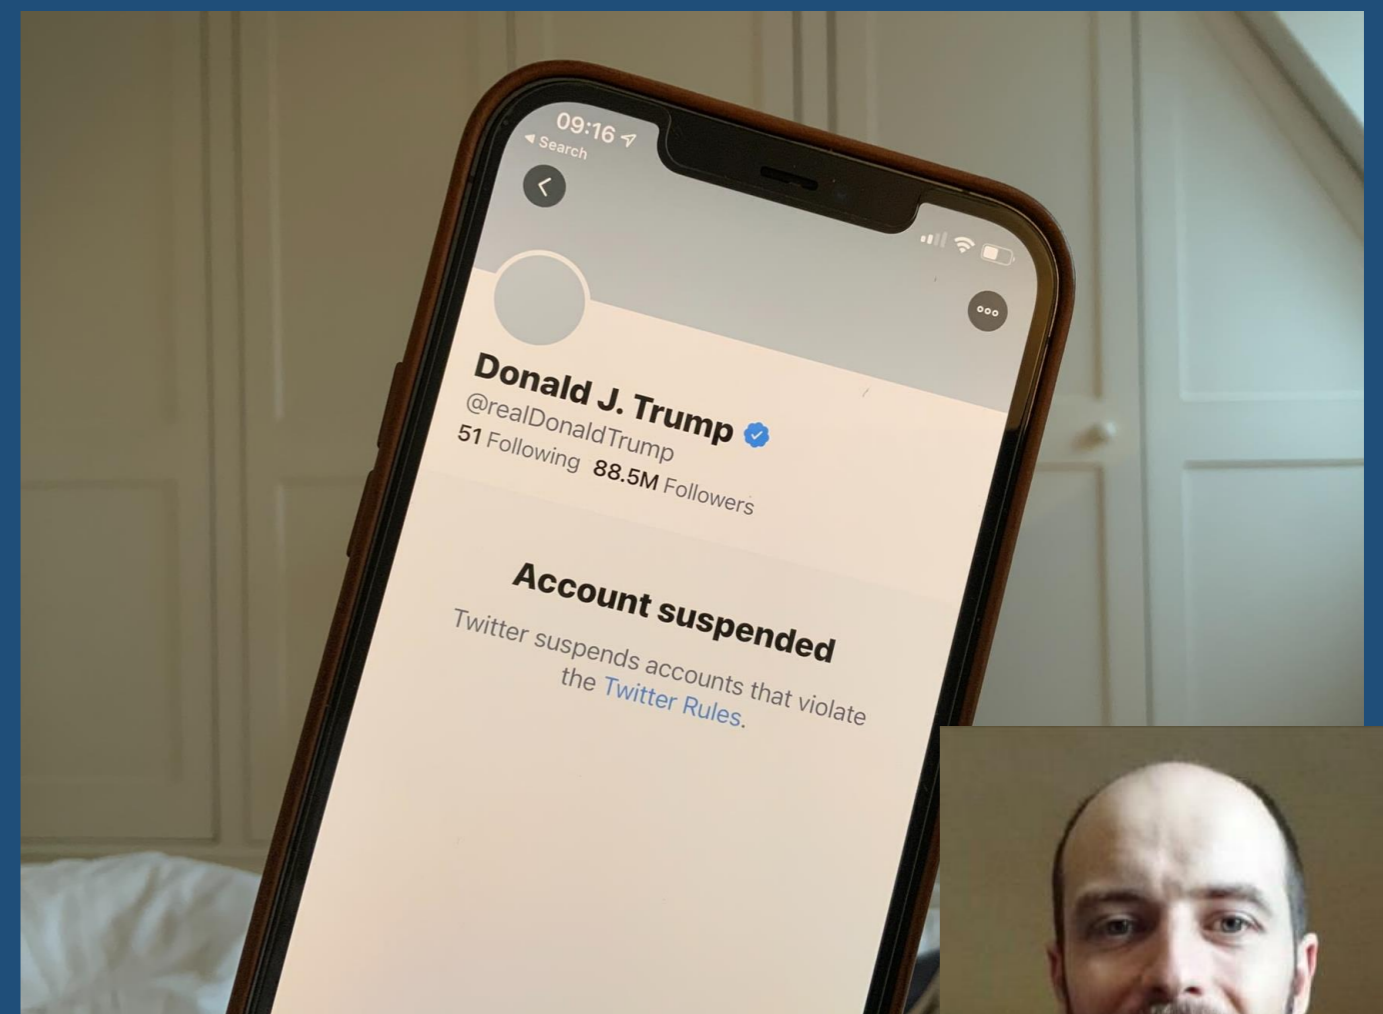 09:16
Search
Donald J. Trump
@realDonaldTrump
51 Following 88.5M Followers
Account suspended
Twitter suspends accounts that violate
the Twitter Rules.